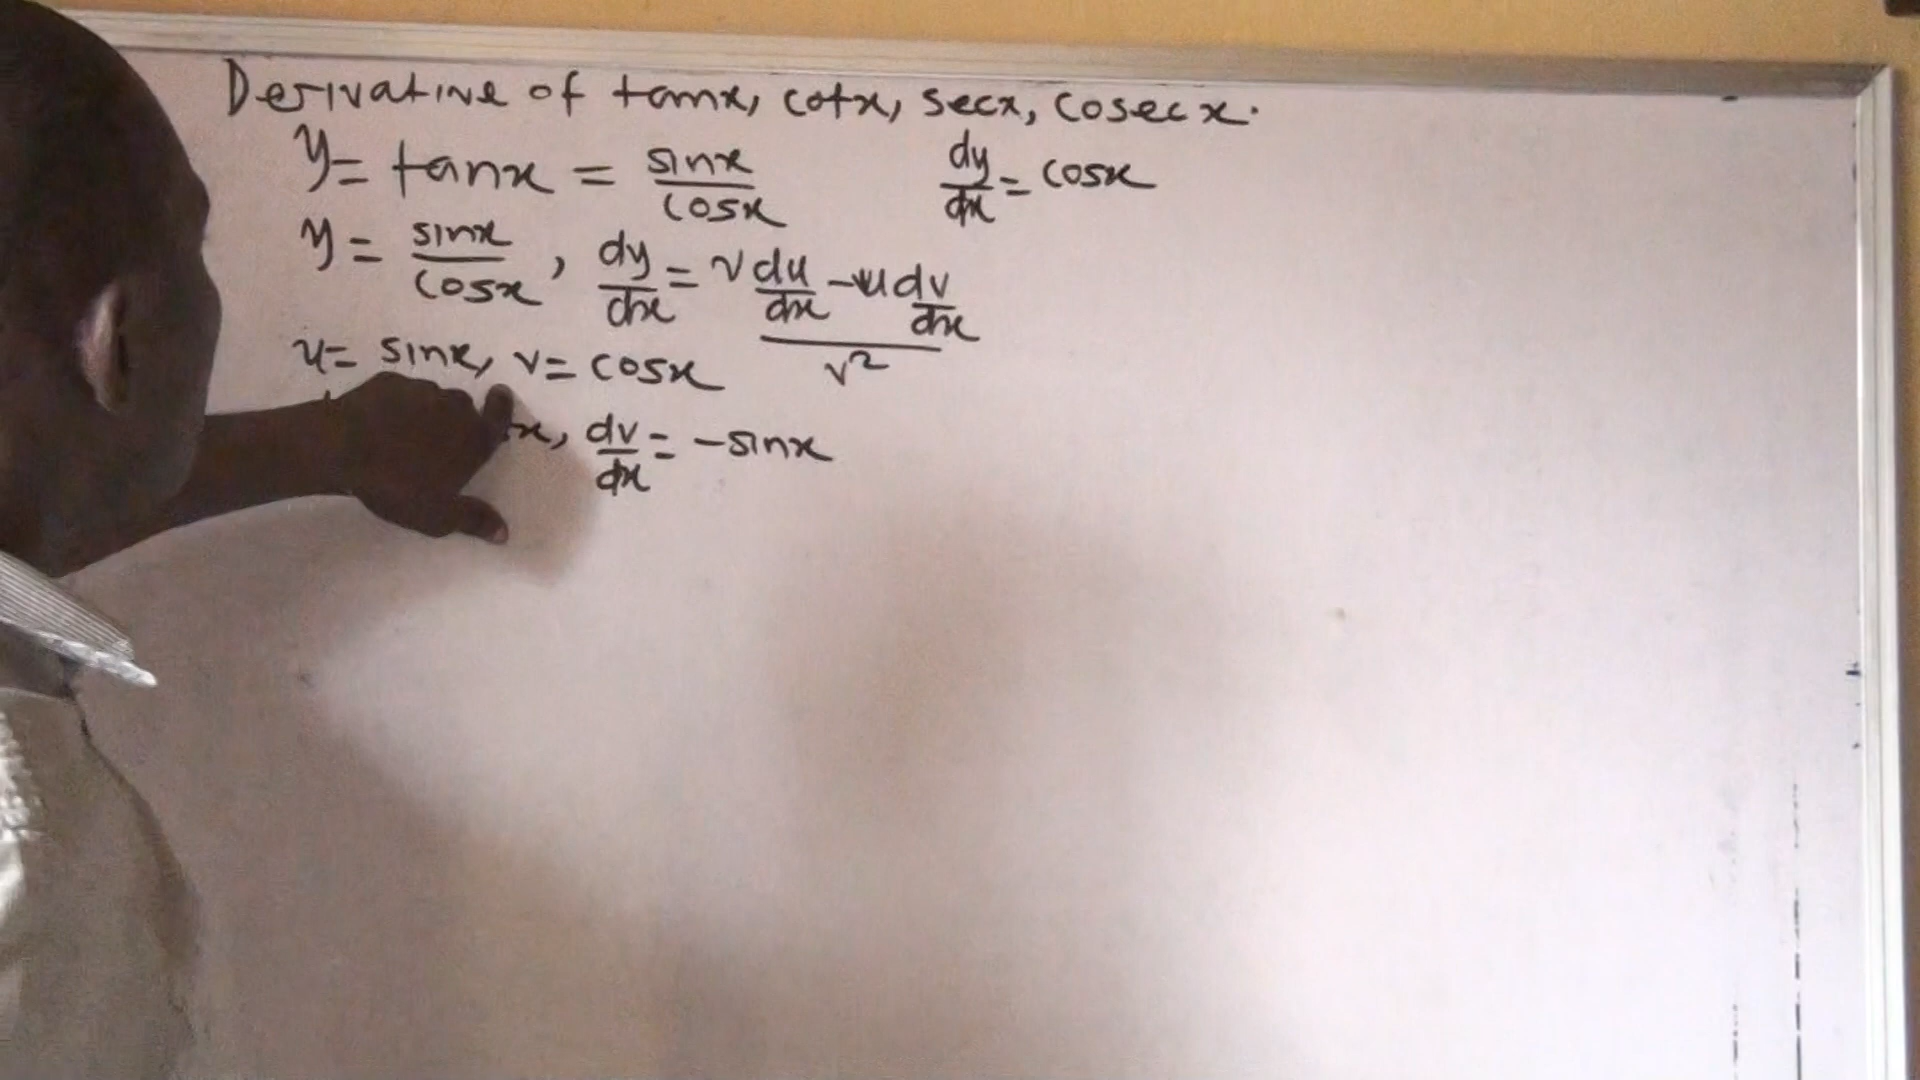 Derivative of tanx, cotx, secx, cosec x.
y = tanx = sinx/cosx    dy/dx = cosx
y = sinx/cosx , dy/dx = (v du/dx - u dv/dx)/v²
u = sinx, v = cosx
x, dv/dx = -sinx